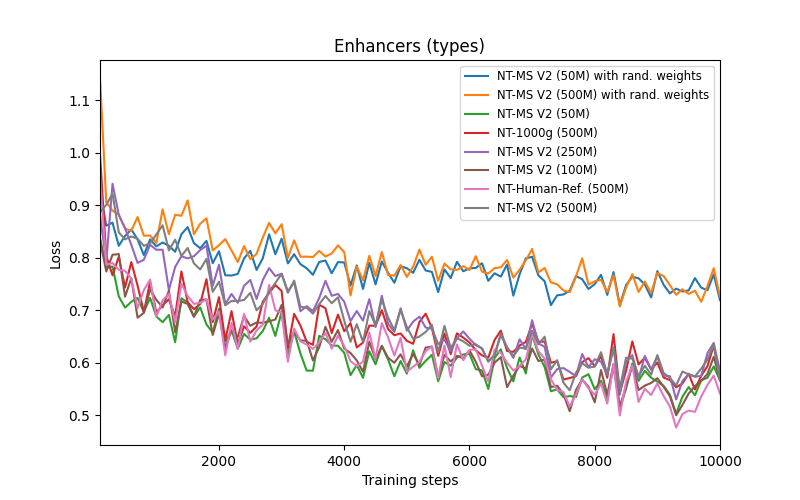 Enhancers (types)
NT-MS V2 (50M) with rand. weights
NT-MS V2 (500M) with rand. weights
NT-MS V2 (50M)
NT-1000g (500M)
NT-MS V2 (250M)
NT-MS V2 (100M)
NT-Human-Ref. (500M)
NT-MS V2 (500M)
Loss
1.1
1.0
0.9
0.8
0.7
0.6
0.5
2000 4000 6000 8000 10000
Training steps